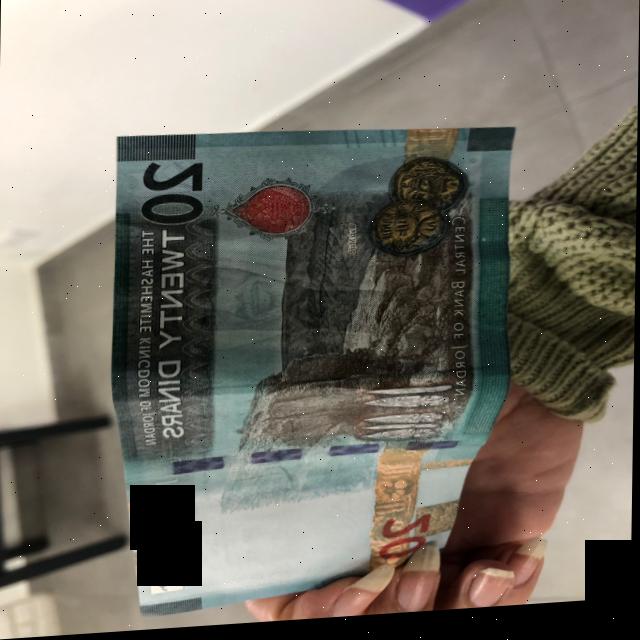 20
TWENTY DINARS
THE HASHEMITE KINGDOM OF JORDAN
CENTRAL BANK OF JORDAN
20